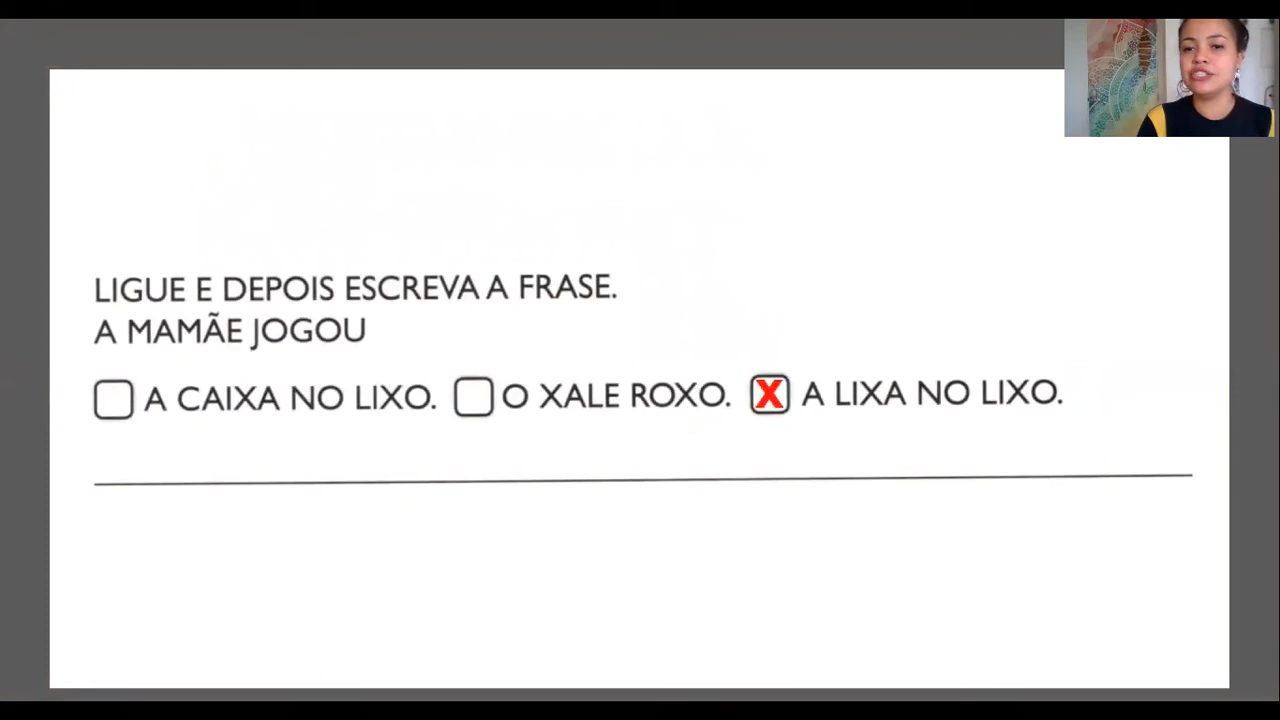 LIGUE E DEPOIS ESCREVA A FRASE.
A MAMÃE JOGOU
A CAIXA NO LIXO. O XALE ROXO. X A LIXA NO LIXO.